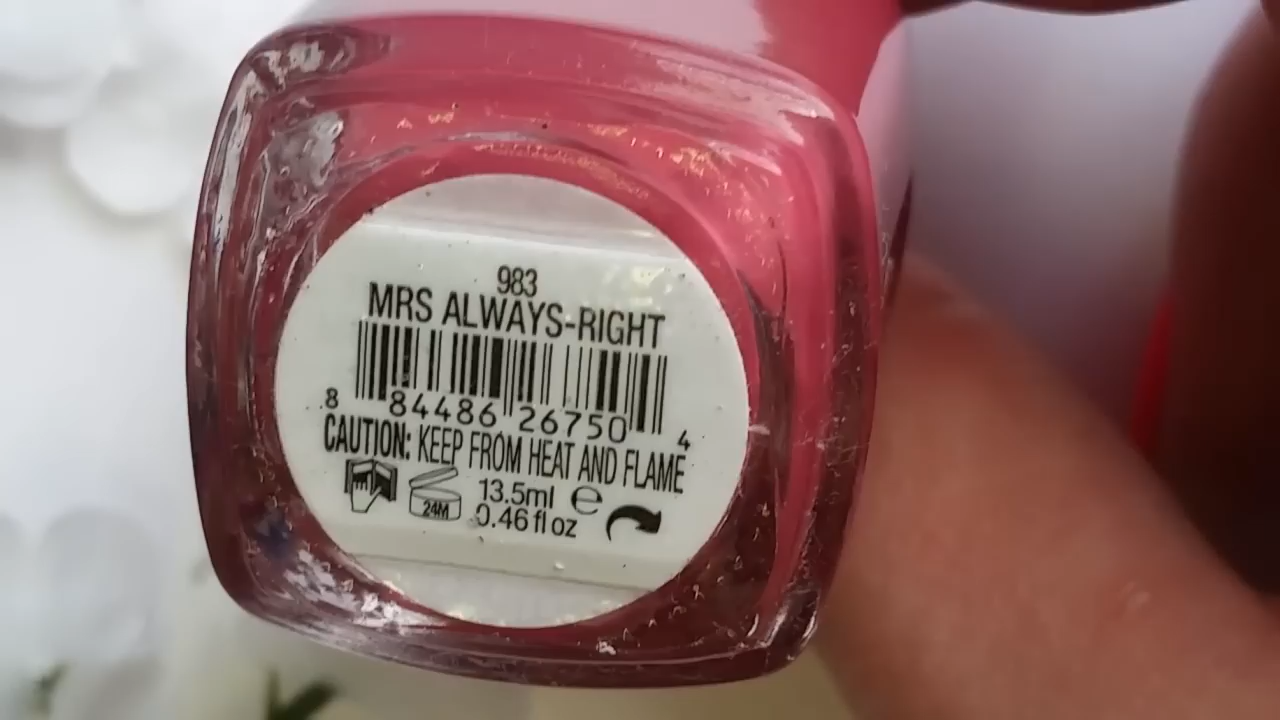 983
MRS ALWAYS-RIGHT
8 84486 26750 4
CAUTION: KEEP FROM HEAT AND FLAME
24M
13.5ml e
0.46 fl oz